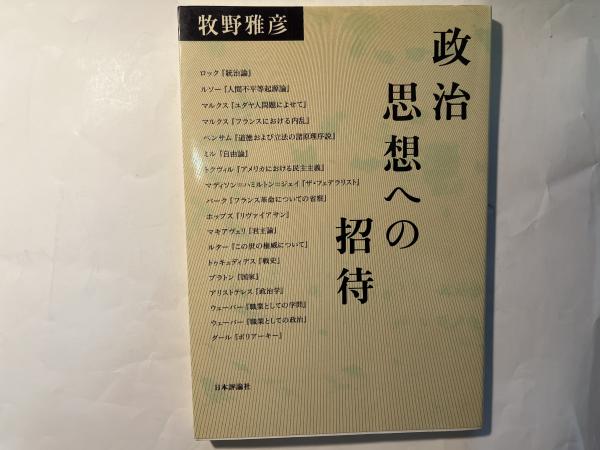 牧野雅彦
政治
思想への
招待
ロック『統治論』
ルソー『人間不平等起源論』
マルクス『ユダヤ人問題によせて』
マルクス『フランスにおける内乱』
ベンサム『道徳および立法の諸原理序説』
ミル『自由論』
トクヴィル『アメリカにおける民主主義』
マディソン=ハミルトン=ジェイ『ザ・フェデラリスト』
バーク『フランス革命についての省察』
ホッブズ『リヴァイアサン』
マキアヴェリ『君主論』
ルター『この世の権威について』
トゥキュディデス『戦史』
プラトン『国家』
アリストテレス『政治学』
ウェーバー『職業としての学問』
ウェーバー『職業としての政治』
ダール『ポリアーキー』
日本評論社